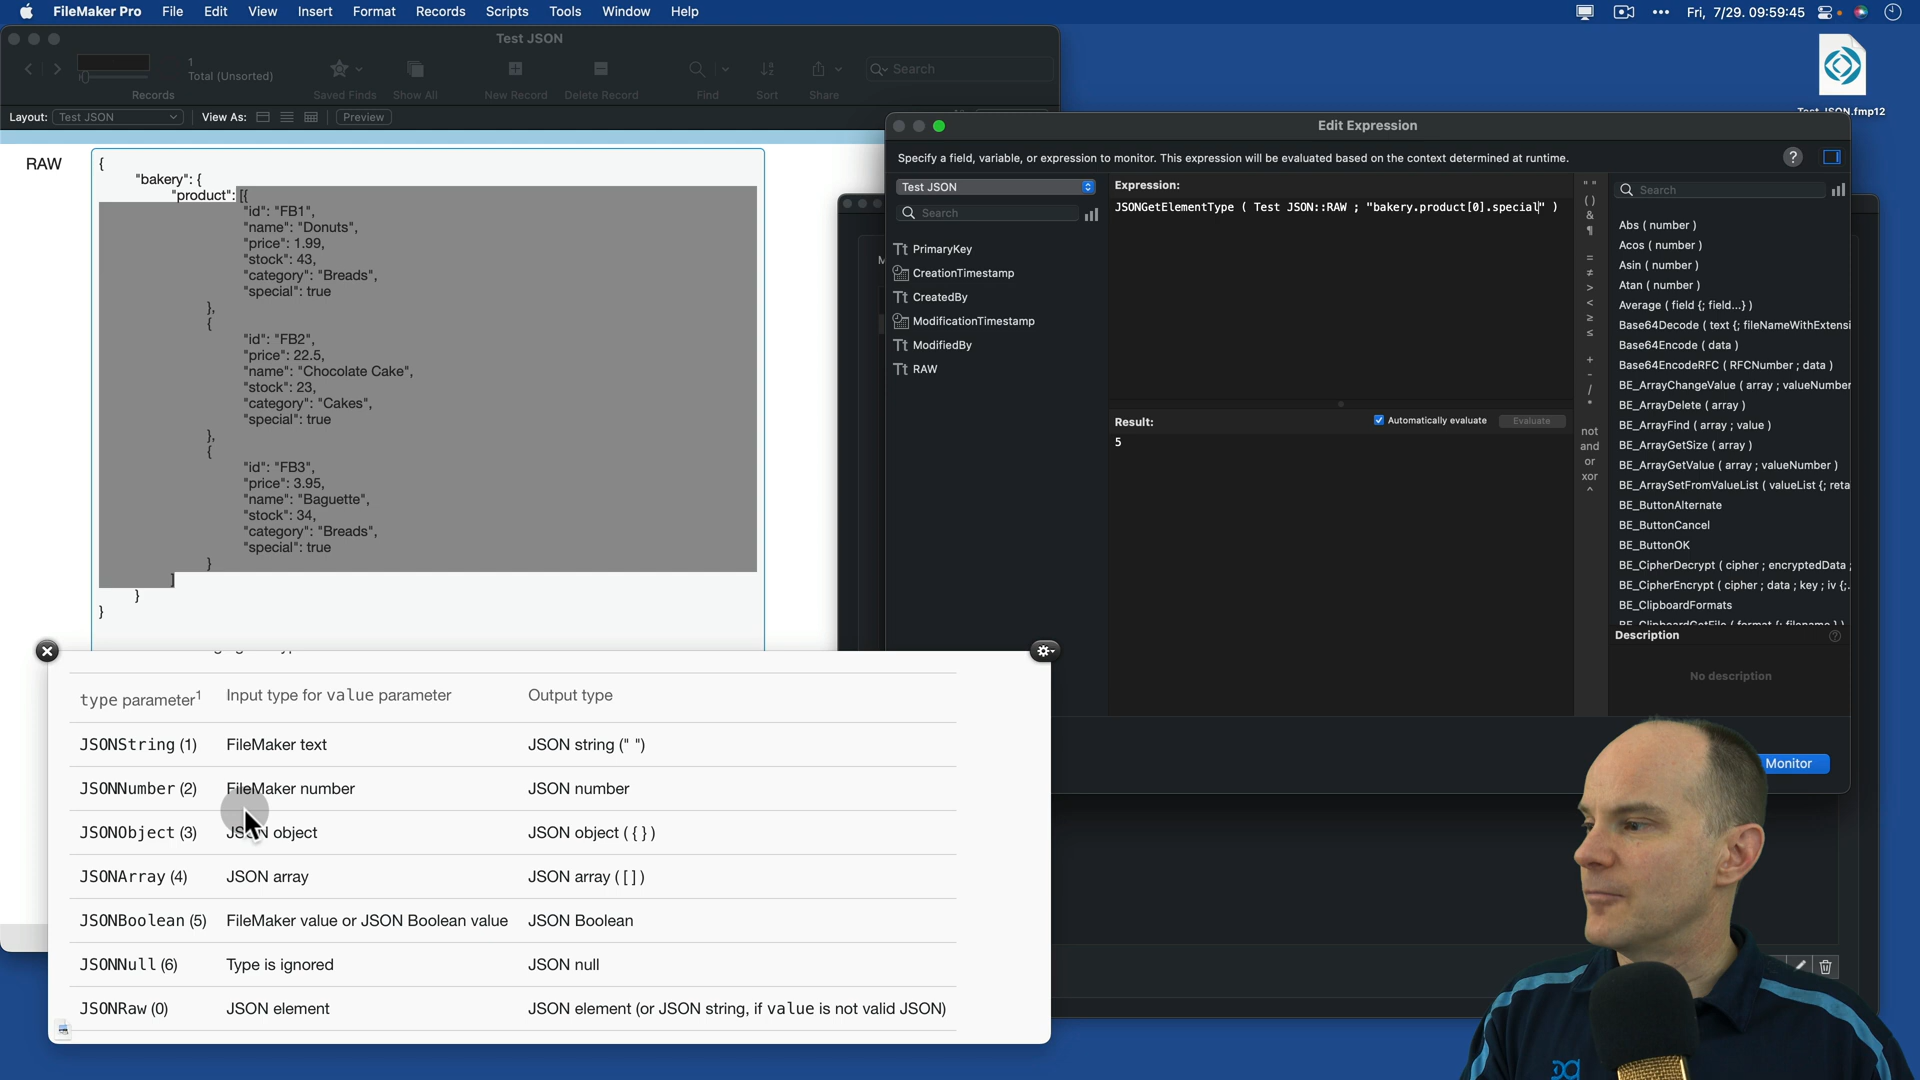 FileMaker Pro File Edit View Insert Format Records Scripts Tools Window Help
Fri, 7/29. 09:59:45
Test JSON
1
Total (Unsorted)
Search
Records Saved Finds Show All New Record Delete Record Find Sort Share
Layout: Test JSON View As: Preview
RAW
{
"bakery": {
"product": [{
"id": "FB1",
"name": "Donuts",
"price": 1.99,
"stock": 43,
"category": "Breads",
"special": true
},
{
"id": "FB2",
"price": 22.5,
"name": "Chocolate Cake",
"stock": 23,
"category": "Cakes",
"special": true
},
{
"id": "FB3",
"price": 3.95,
"name": "Baguette",
"stock": 34,
"category": "Breads",
"special": true
}
]
}
}
type parameter1 Input type for value parameter Output type
JSONString (1) FileMaker text JSON string (" ")
JSONNumber (2) FileMaker number JSON number
JSONObject (3) JSON object JSON object ({ })
JSONArray (4) JSON array JSON array ([])
JSONBoolean (5) FileMaker value or JSON Boolean value JSON Boolean
JSONNull (6) Type is ignored JSON null
JSONRaw (0) JSON element JSON element (or JSON string, if value is not valid JSON)
Edit Expression
Specify a field, variable, or expression to monitor. This expression will be evaluated based on the context determined at runtime.
?
Test JSON
Search
Tt PrimaryKey
CreationTimestamp
Tt CreatedBy
ModificationTimestamp
Tt ModifiedBy
Tt RAW
Expression:
JSONGetElementType ( Test JSON::RAW ; "bakery.product[0].special" )
Result:
Automatically evaluate Evaluate
5
" "
( )
&
¶
=
≠
>
<
≥
≤
+
-
/
*
not
and
or
xor
^
Search
Abs ( number )
Acos ( number )
Asin ( number )
Atan ( number )
Average ( field {; field...} )
Base64Decode ( text {; fileNameWithExtensi
Base64Encode ( data )
Base64EncodeRFC ( RFCNumber ; data )
BE_ArrayChangeValue ( array ; valueNumber
BE_ArrayDelete ( array )
BE_ArrayFind ( array ; value )
BE_ArrayGetSize ( array )
BE_ArrayGetValue ( array ; valueNumber )
BE_ArraySetFromValueList ( valueList {; reta
BE_ButtonAlternate
BE_ButtonCancel
BE_ButtonOK
BE_CipherDecrypt ( cipher ; encryptedData ;
BE_CipherEncrypt ( cipher ; data ; key ; iv {;.
BE_ClipboardFormats
Description
?
No description
Monitor